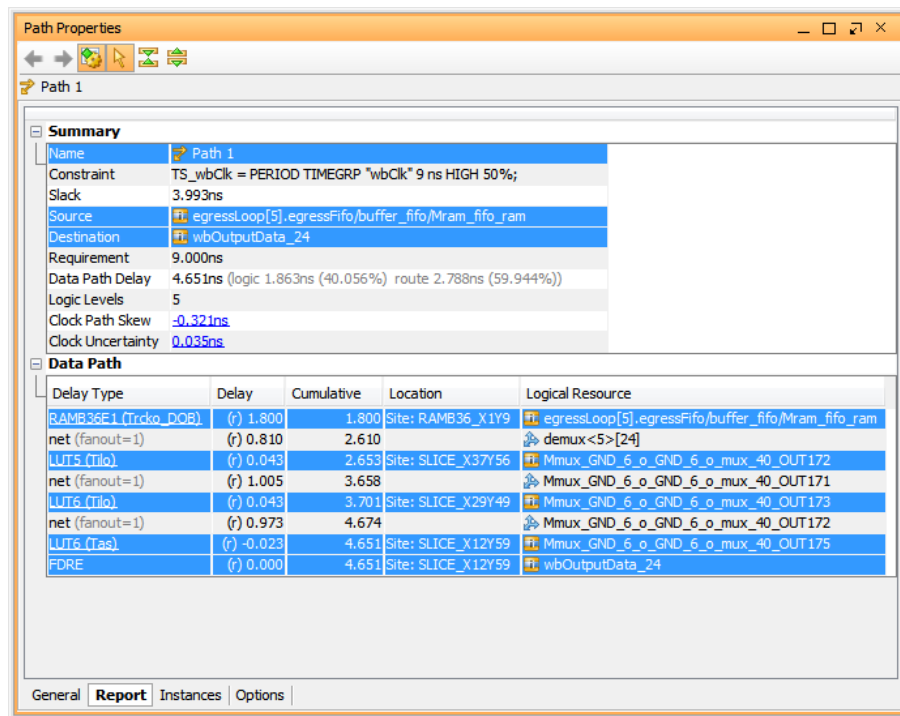 Path Properties
Path 1
Summary
Name Path 1
Constraint TS_wbClk = PERIOD TIMEGRP "wbClk" 9 ns HIGH 50%;
Slack 3.993ns
Source egressLoop[5].egressFifo/buffer_fifo/Mram_fifo_ram
Destination wbOutputData_24
Requirement 9.000ns
Data Path Delay 4.651ns (logic 1.863ns (40.056%) route 2.788ns (59.944%))
Logic Levels 5
Clock Path Skew -0.321ns
Clock Uncertainty 0.035ns
Data Path
Delay Type Delay Cumulative Location Logical Resource
RAMB36E1 (Trcko_DOB) (r) 1.800 1.800 Site: RAMB36_X1Y9 egressLoop[5].egressFifo/buffer_fifo/Mram_fifo_ram
net (fanout=1) (r) 0.810 2.610 demux<5>[24]
LUT5 (Tilo) (r) 0.043 2.653 Site: SLICE_X37Y56 Mmux_GND_6_o_GND_6_o_mux_40_OUT172
net (fanout=1) (r) 1.005 3.658 Mmux_GND_6_o_GND_6_o_mux_40_OUT171
LUT6 (Tilo) (r) 0.043 3.701 Site: SLICE_X29Y49 Mmux_GND_6_o_GND_6_o_mux_40_OUT173
net (fanout=1) (r) 0.973 4.674 Mmux_GND_6_o_GND_6_o_mux_40_OUT172
LUT6 (Tas) (r) -0.023 4.651 Site: SLICE_X12Y59 Mmux_GND_6_o_GND_6_o_mux_40_OUT175
FDRE (r) 0.000 4.651 Site: SLICE_X12Y59 wbOutputData_24
General Report Instances Options